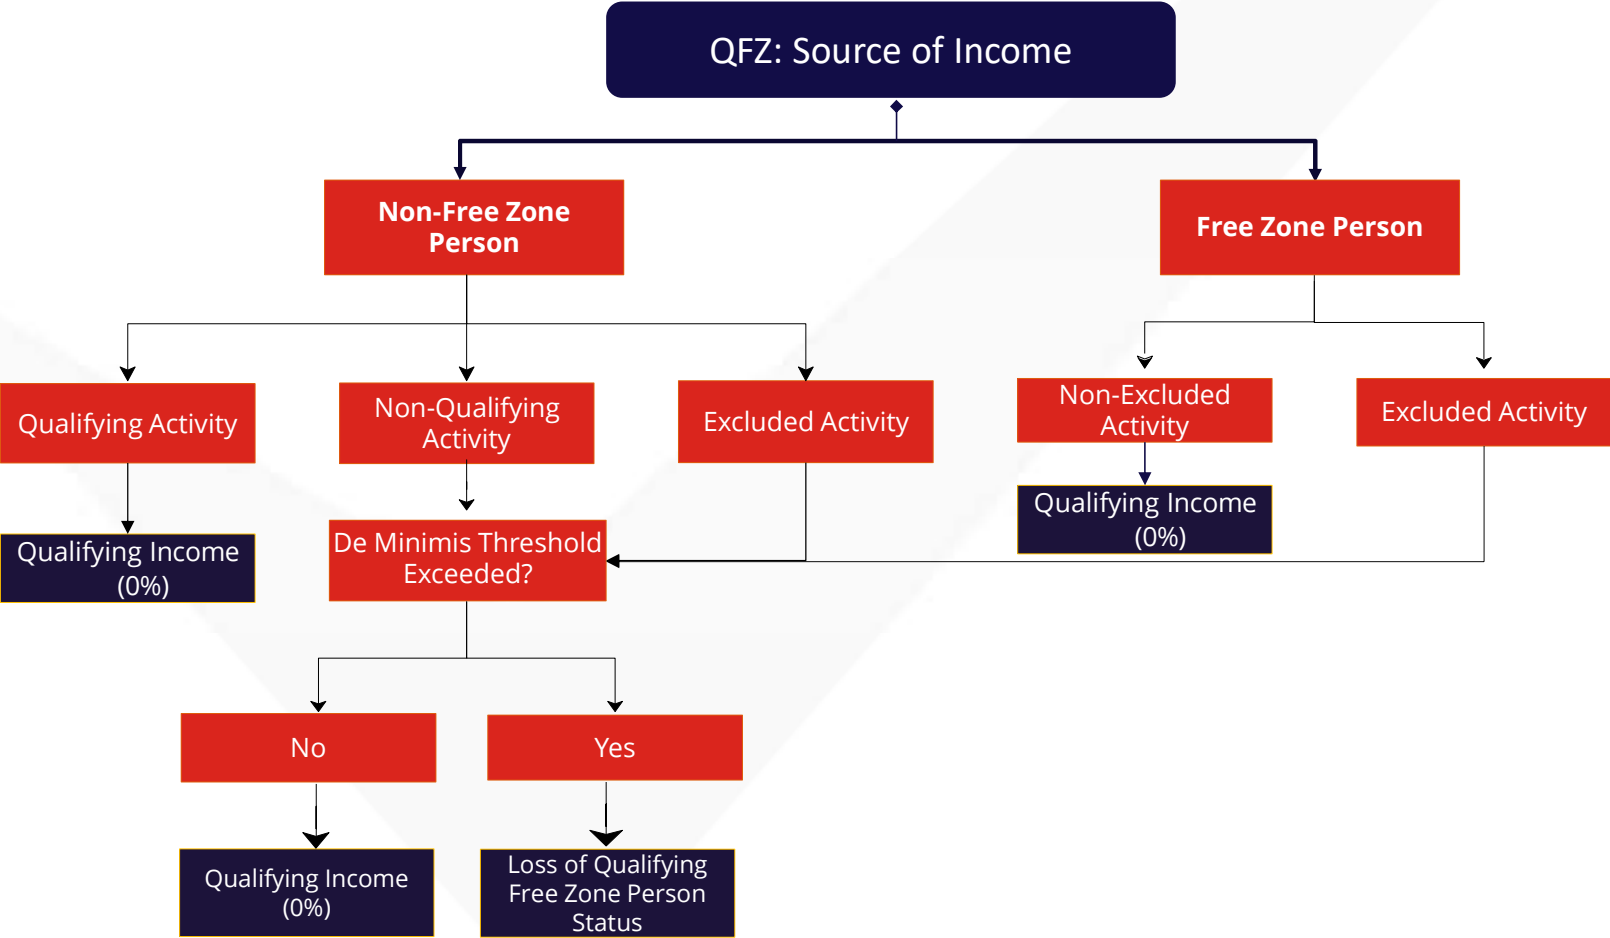 QFZ: Source of Income
Non-Free Zone
Person
Free Zone Person
Qualifying Activity
Non-Qualifying
Activity
Excluded Activity
Non-Excluded
Activity
Excluded Activity
Qualifying Income
(0%)
De Minimis Threshold
Exceeded?
Qualifying Income
(0%)
No
Yes
Qualifying Income
(0%)
Loss of Qualifying
Free Zone Person
Status